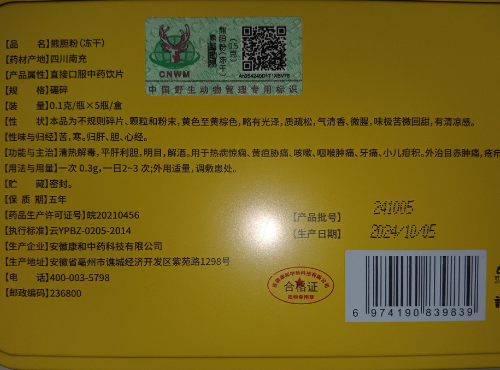 【品    名】熊胆粉(冻干)
【药材产地】四川南充
【产品属性】直接口服中药饮片
【规    格】碾碎
【装    量】0.1克/瓶×5瓶/盒
【性    状】本品为不规则碎片、颗粒和粉末,黄色至黄棕色,略有光泽,质疏松,气清香、微腥,味极苦微回甜,有清凉感。
【性味与归经】苦,寒。归肝、胆、心经。
【功能与主治】清热解毒,平肝利胆,明目,解酒。用于热病惊痫、黄疸胁痛、咳嗽、咽喉肿痛、牙痛、小儿疳积。外治目赤肿痛,
【用法与用量】一次 0.3g,一日2~3 次;外用适量,调敷患处。
【贮    藏】密封。
【保 质 期】五年
【药品生产许可证号】皖20210456
【执行标准】云YPBZ-0205-2014
【生产企业】安徽康和中药科技有限公司
【生产地址】安徽省亳州市谯城经济开发区紫苑路1298号
【电    话】400-003-5798
【邮政编码】236800
CNWM
熊胆粉(冻干)
中国野生动物管理专用标识
【产品批号】 241005
【生产日期】 2024/10/05
合格证
6 974190 839839